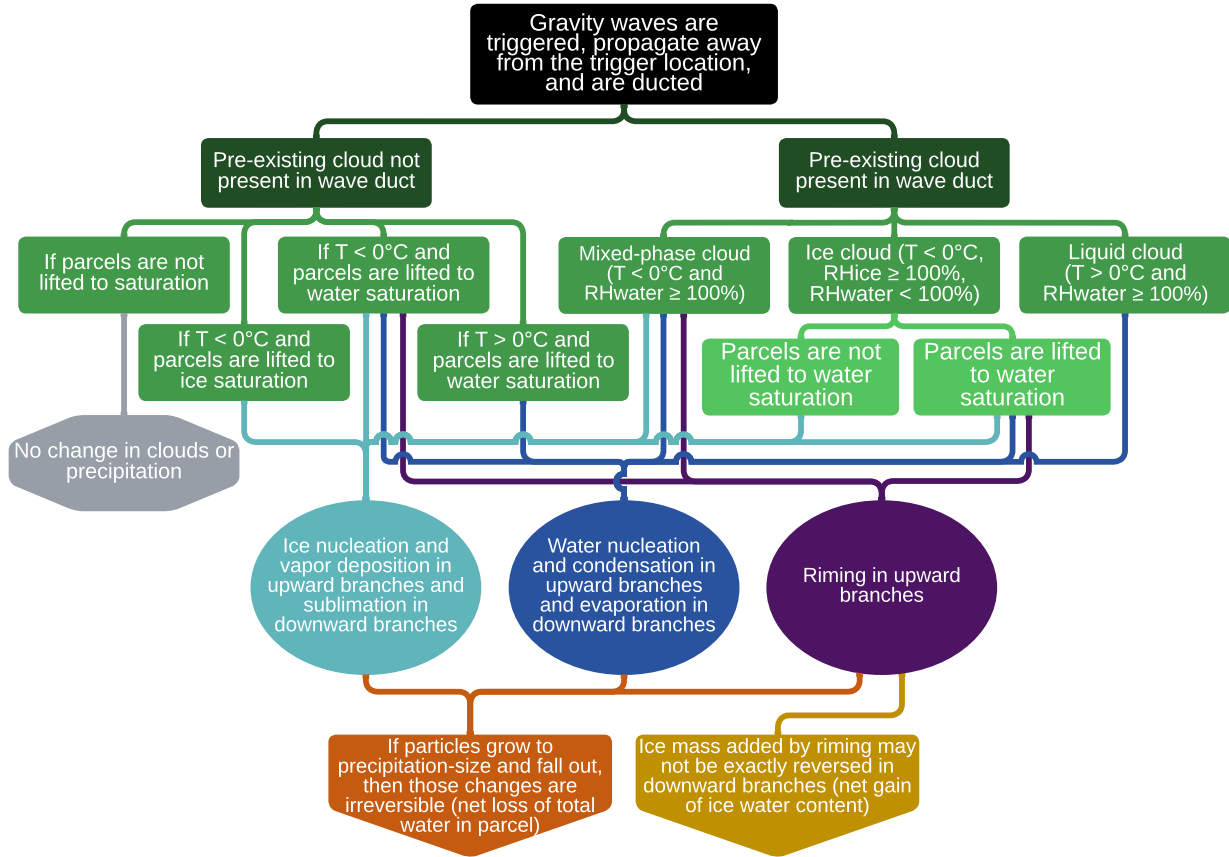 Gravity waves are
triggered, propagate away
from the trigger location,
and are ducted
Pre-existing cloud not
present in wave duct
Pre-existing cloud
present in wave duct
If parcels are not
lifted to saturation
If T < 0°C and
parcels are lifted to
water saturation
Mixed-phase cloud
(T < 0°C and
RHwater ≥ 100%)
Ice cloud (T < 0°C,
RHice ≥ 100%,
RHwater < 100%)
Liquid cloud
(T > 0°C and
RHwater ≥ 100%)
If T < 0°C and
parcels are lifted to
ice saturation
If T > 0°C and
parcels are lifted to
water saturation
Parcels are not
lifted to water
saturation
Parcels are lifted
to water
saturation
No change in clouds or
precipitation
Ice nucleation and
vapor deposition in
upward branches and
sublimation in
downward branches
Water nucleation
and condensation in
upward branches
and evaporation in
downward branches
Riming in upward
branches
If particles grow to
precipitation-size and fall out,
then those changes are
irreversible (net loss of total
water in parcel)
Ice mass added by riming may
not be exactly reversed in
downward branches (net gain
of ice water content)